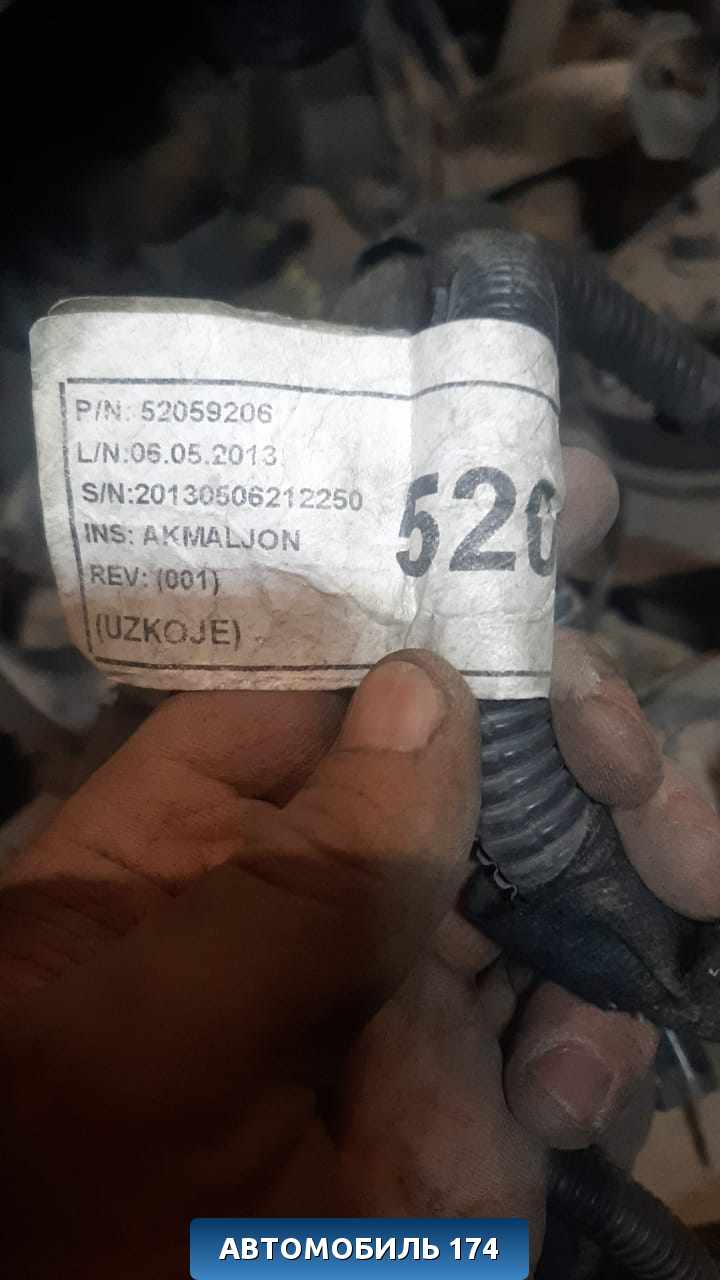 P/N: 52059206
L/N:06.05.2013
S/N:20130506212250
INS: AKMALJON
REV: (001)
(UZKOJE)
520
АВТОМОБИЛЬ 174